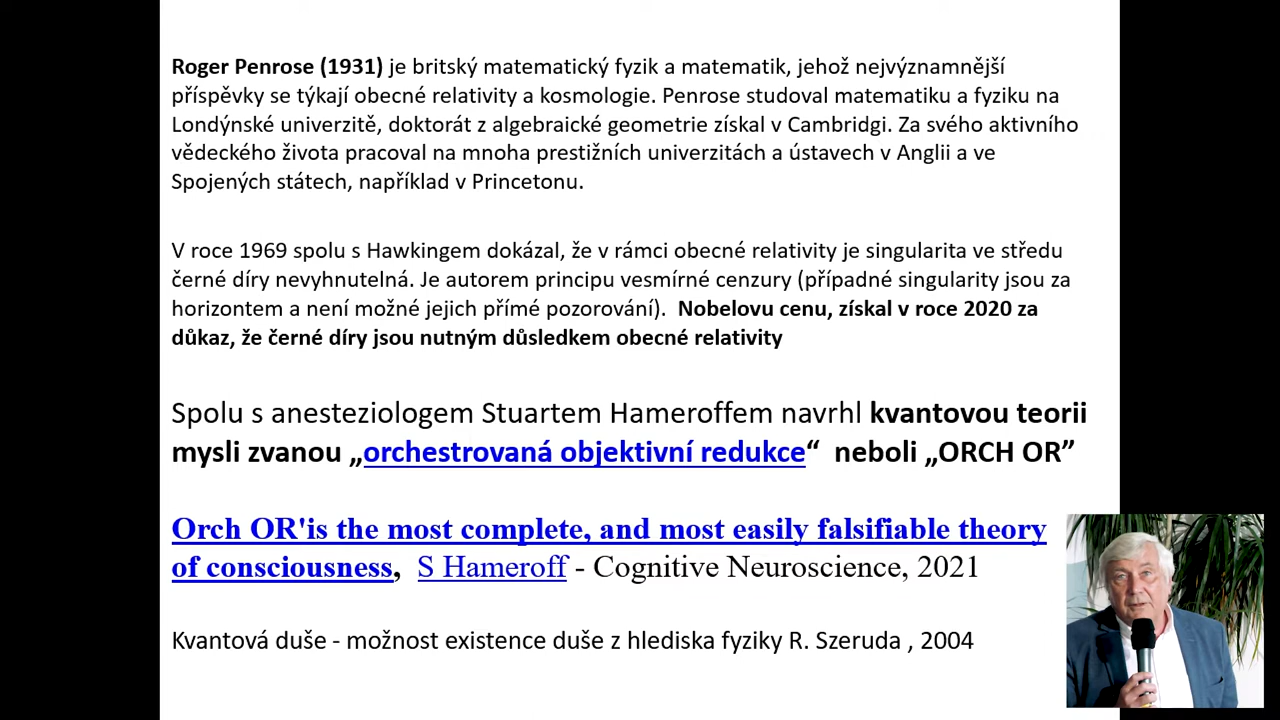 Roger Penrose (1931) je britský matematický fyzik a matematik, jehož nejvýznamnější
příspěvky se týkají obecné relativity a kosmologie. Penrose studoval matematiku a fyziku na
Londýnské univerzitě, doktorát z algebraické geometrie získal v Cambridgi. Za svého aktivního
vědeckého života pracoval na mnoha prestižních univerzitách a ústavech v Anglii a ve
Spojených státech, například v Princetonu.
V roce 1969 spolu s Hawkingem dokázal, že v rámci obecné relativity je singularita ve středu
černé díry nevyhnutelná. Je autorem principu vesmírné cenzury (případné singularity jsou za
horizontem a není možné jejich přímé pozorování).  Nobelovu cenu, získal v roce 2020 za
důkaz, že černé díry jsou nutným důsledkem obecné relativity
Spolu s anesteziologem Stuartem Hameroffem navrhl kvantovou teorii
mysli zvanou „orchestrovaná objektivní redukce“  neboli „ORCH OR”
Orch OR'is the most complete, and most easily falsifiable theory
of consciousness,  S Hameroff - Cognitive Neuroscience, 2021
Kvantová duše - možnost existence duše z hlediska fyziky R. Szeruda , 2004